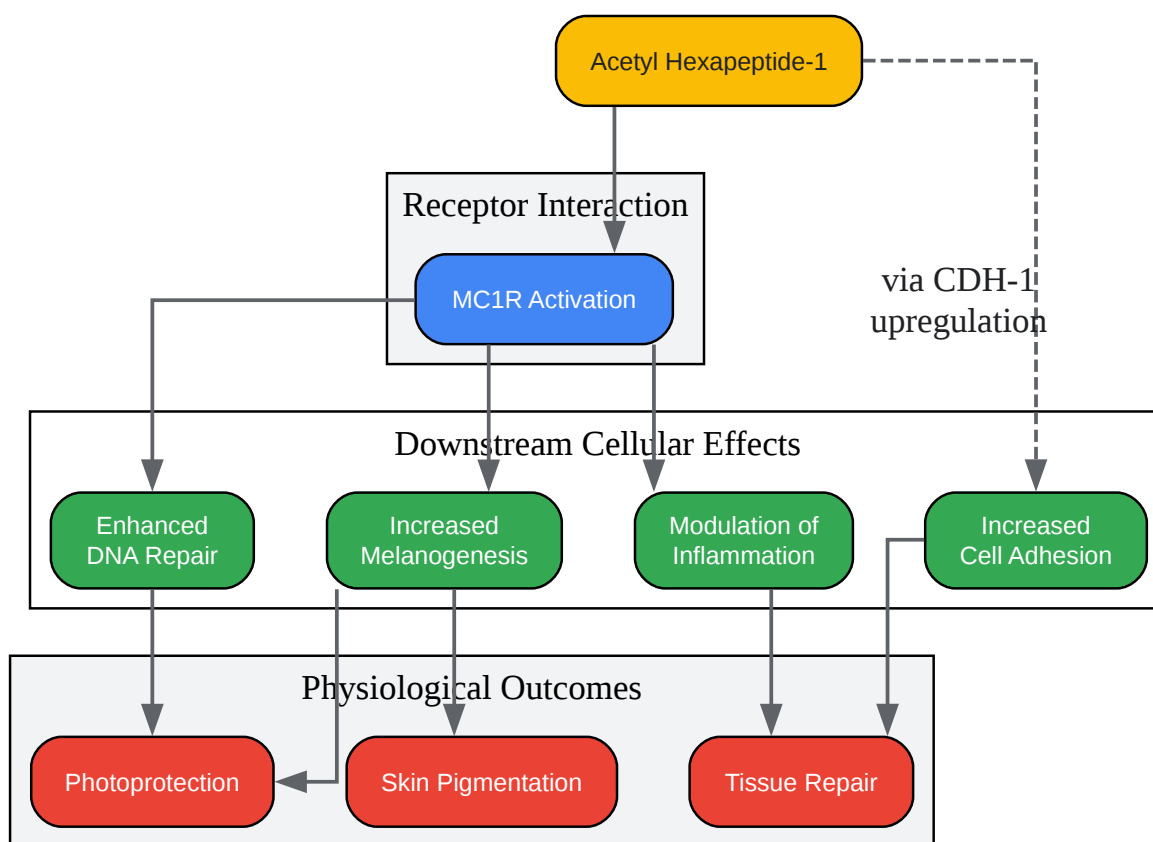 Acetyl Hexapeptide-1
Receptor Interaction
MC1R Activation
via CDH-1
upregulation
Downstream Cellular Effects
Enhanced
DNA Repair
Increased
Melanogenesis
Modulation of
Inflammation
Increased
Cell Adhesion
Physiological Outcomes
Photoprotection
Skin Pigmentation
Tissue Repair